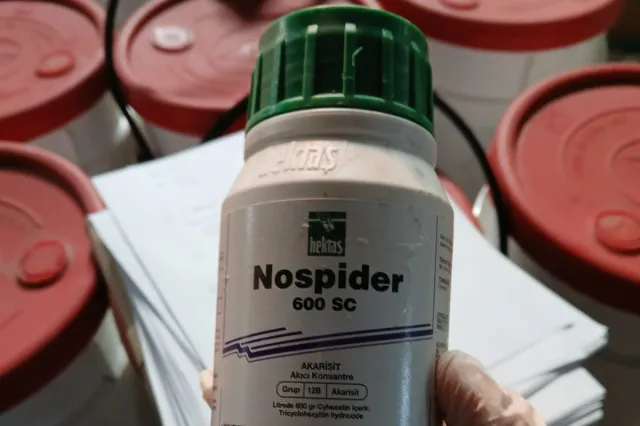 hektaş
hektaş
Nospider
600 SC
AKARİSİT
Akıcı Konsantre
Grup 12B Akarisit
Litrede 600 gr Cyhexatin içerir.
Tricyclohexyltin hydroxide